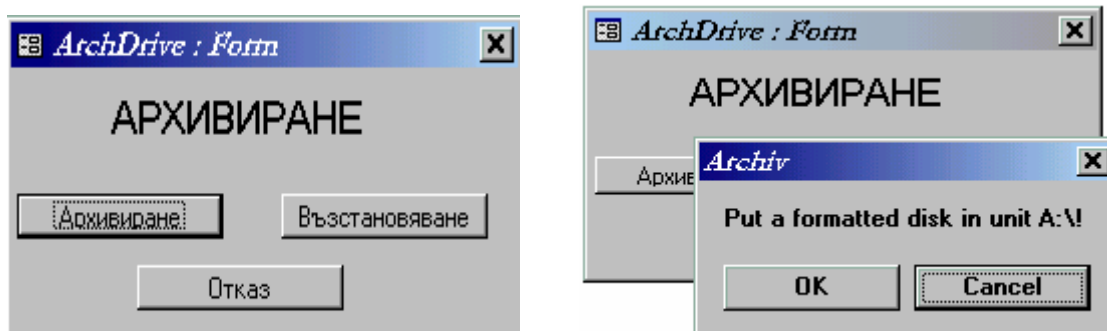 ArchDrive : Form
АРХИВИРАНЕ
Архивиране
Възстановяване
Отказ
ArchDrive : Form
АРХИВИРАНЕ
Архив
Archiv
Put a formatted disk in unit A:\!
OK
Cancel